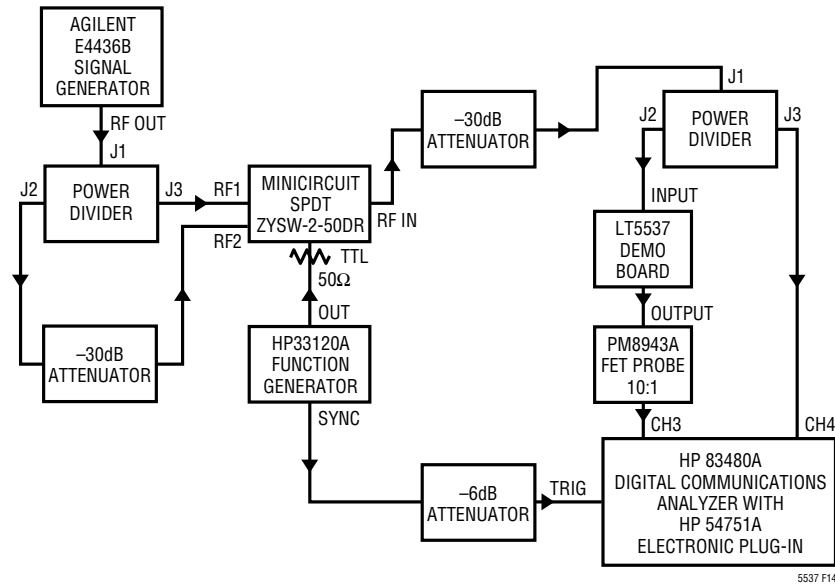 AGILENT
E4436B
SIGNAL
GENERATOR
RF OUT
J1
J2
POWER
DIVIDER
J3
RF1
RF2
–30dB
ATTENUATOR
MINICIRCUIT
SPDT
ZYSW-2-50DR
RF IN
TTL
50Ω
OUT
HP33120A
FUNCTION
GENERATOR
SYNC
–30dB
ATTENUATOR
J1
J2
POWER
DIVIDER
J3
INPUT
LT5537
DEMO
BOARD
OUTPUT
PM8943A
FET PROBE
10:1
CH3
CH4
–6dB
ATTENUATOR
TRIG
HP 83480A
DIGITAL COMMUNICATIONS
ANALYZER WITH
HP 54751A
ELECTRONIC PLUG-IN
5537 F14